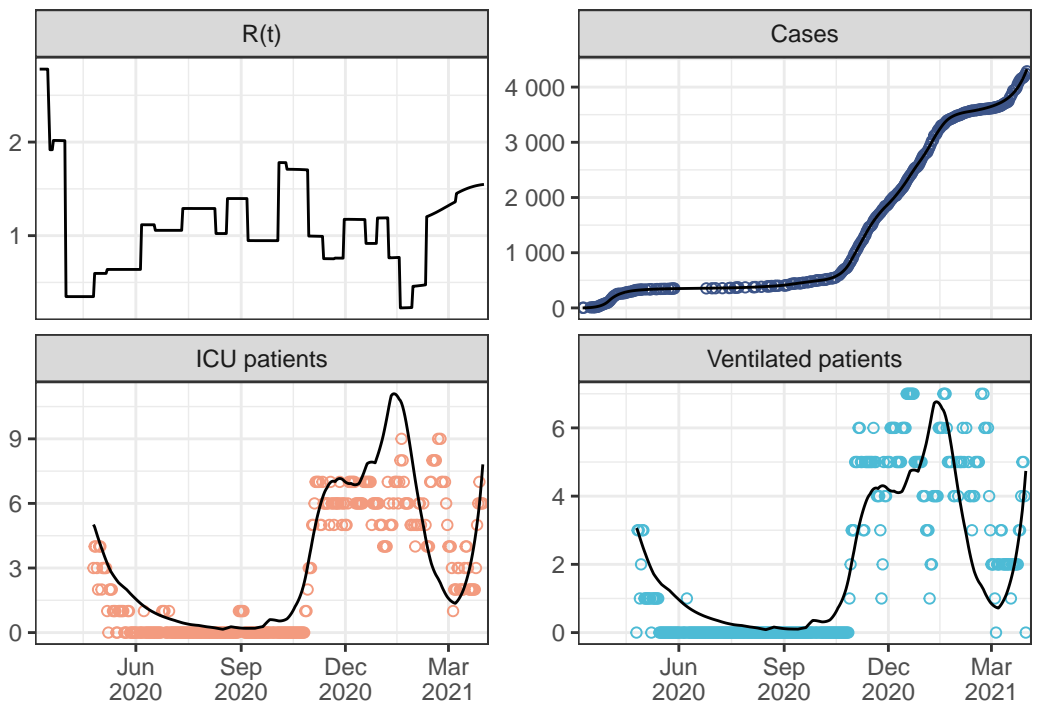 R(t)
Cases
2
1
4 000
3 000
2 000
1 000
0
ICU patients
Ventilated patients
9
6
3
0
6
4
2
0
Jun Sep Dec Mar
2020 2020 2020 2021
Jun Sep Dec Mar
2020 2020 2020 2021